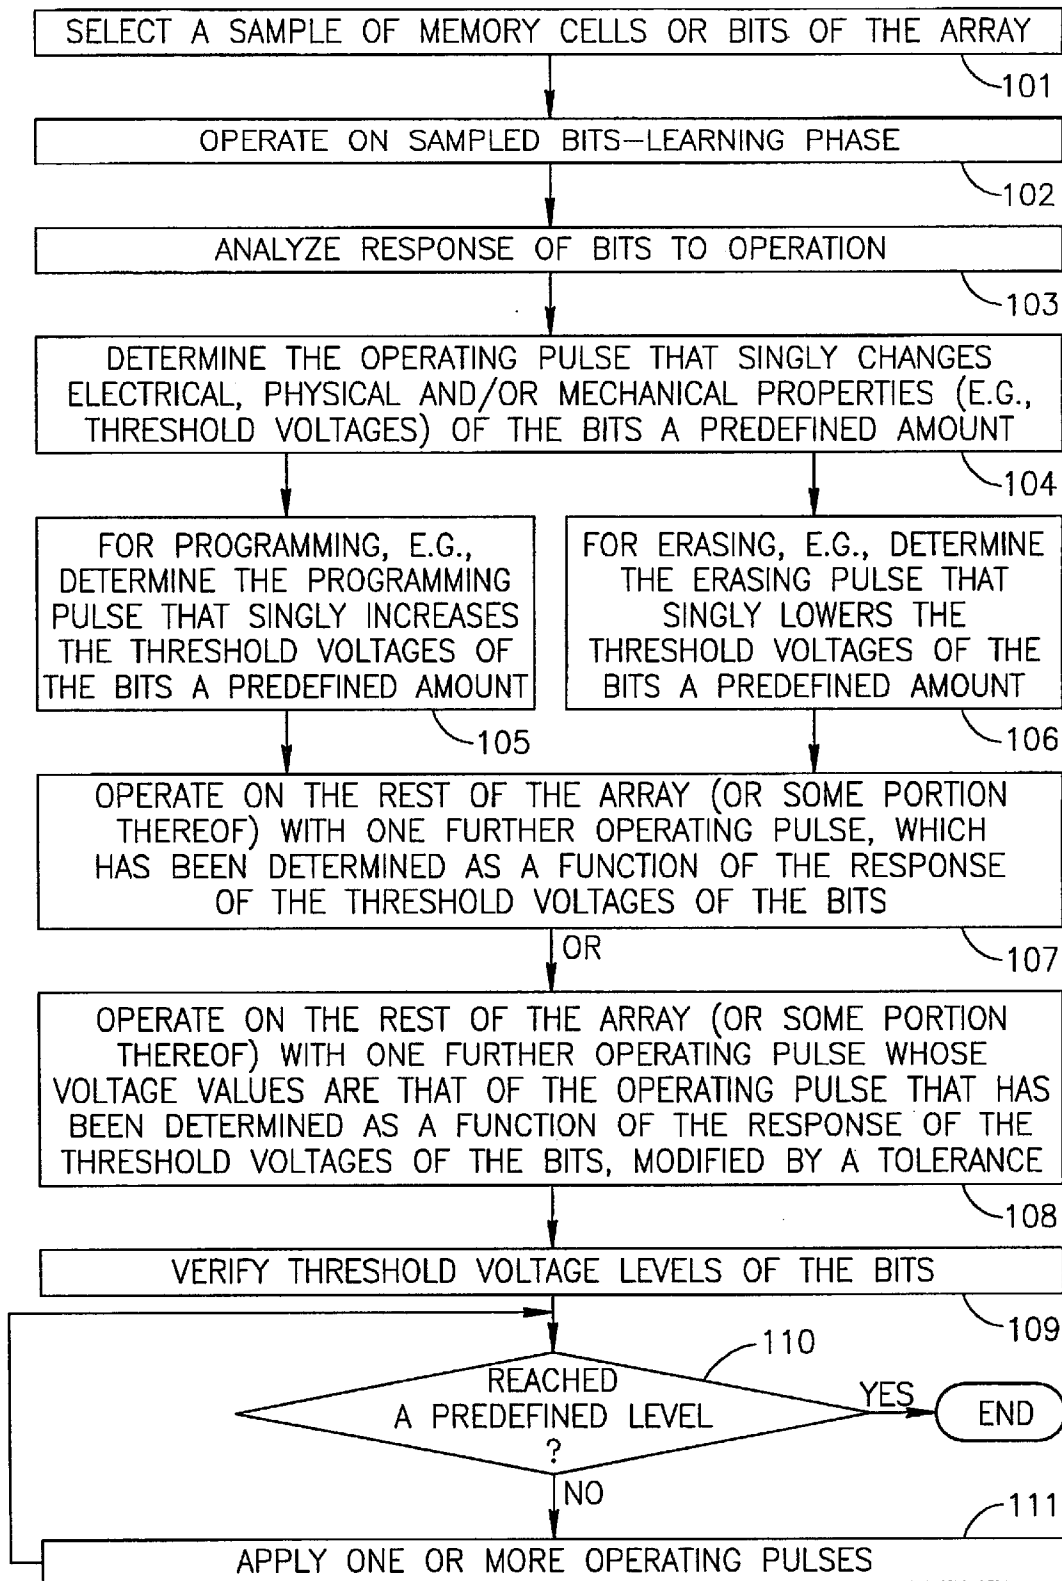 SELECT A SAMPLE OF MEMORY CELLS OR BITS OF THE ARRAY
101
OPERATE ON SAMPLED BITS-LEARNING PHASE
102
ANALYZE RESPONSE OF BITS TO OPERATION
103
DETERMINE THE OPERATING PULSE THAT SINGLY CHANGES
ELECTRICAL, PHYSICAL AND/OR MECHANICAL PROPERTIES (E.G.,
THRESHOLD VOLTAGES) OF THE BITS A PREDEFINED AMOUNT
104
FOR PROGRAMMING, E.G.,
DETERMINE THE PROGRAMMING
PULSE THAT SINGLY INCREASES
THE THRESHOLD VOLTAGES OF
THE BITS A PREDEFINED AMOUNT
105
FOR ERASING, E.G., DETERMINE
THE ERASING PULSE THAT
SINGLY LOWERS THE
THRESHOLD VOLTAGES OF THE
BITS A PREDEFINED AMOUNT
106
OPERATE ON THE REST OF THE ARRAY (OR SOME PORTION
THEREOF) WITH ONE FURTHER OPERATING PULSE, WHICH
HAS BEEN DETERMINED AS A FUNCTION OF THE RESPONSE
OF THE THRESHOLD VOLTAGES OF THE BITS
107
OR
OPERATE ON THE REST OF THE ARRAY (OR SOME PORTION
THEREOF) WITH ONE FURTHER OPERATING PULSE WHOSE
VOLTAGE VALUES ARE THAT OF THE OPERATING PULSE THAT HAS
BEEN DETERMINED AS A FUNCTION OF THE RESPONSE OF THE
THRESHOLD VOLTAGES OF THE BITS, MODIFIED BY A TOLERANCE
108
VERIFY THRESHOLD VOLTAGE LEVELS OF THE BITS
109
110
REACHED
A PREDEFINED LEVEL
?
YES
END
NO
111
APPLY ONE OR MORE OPERATING PULSES